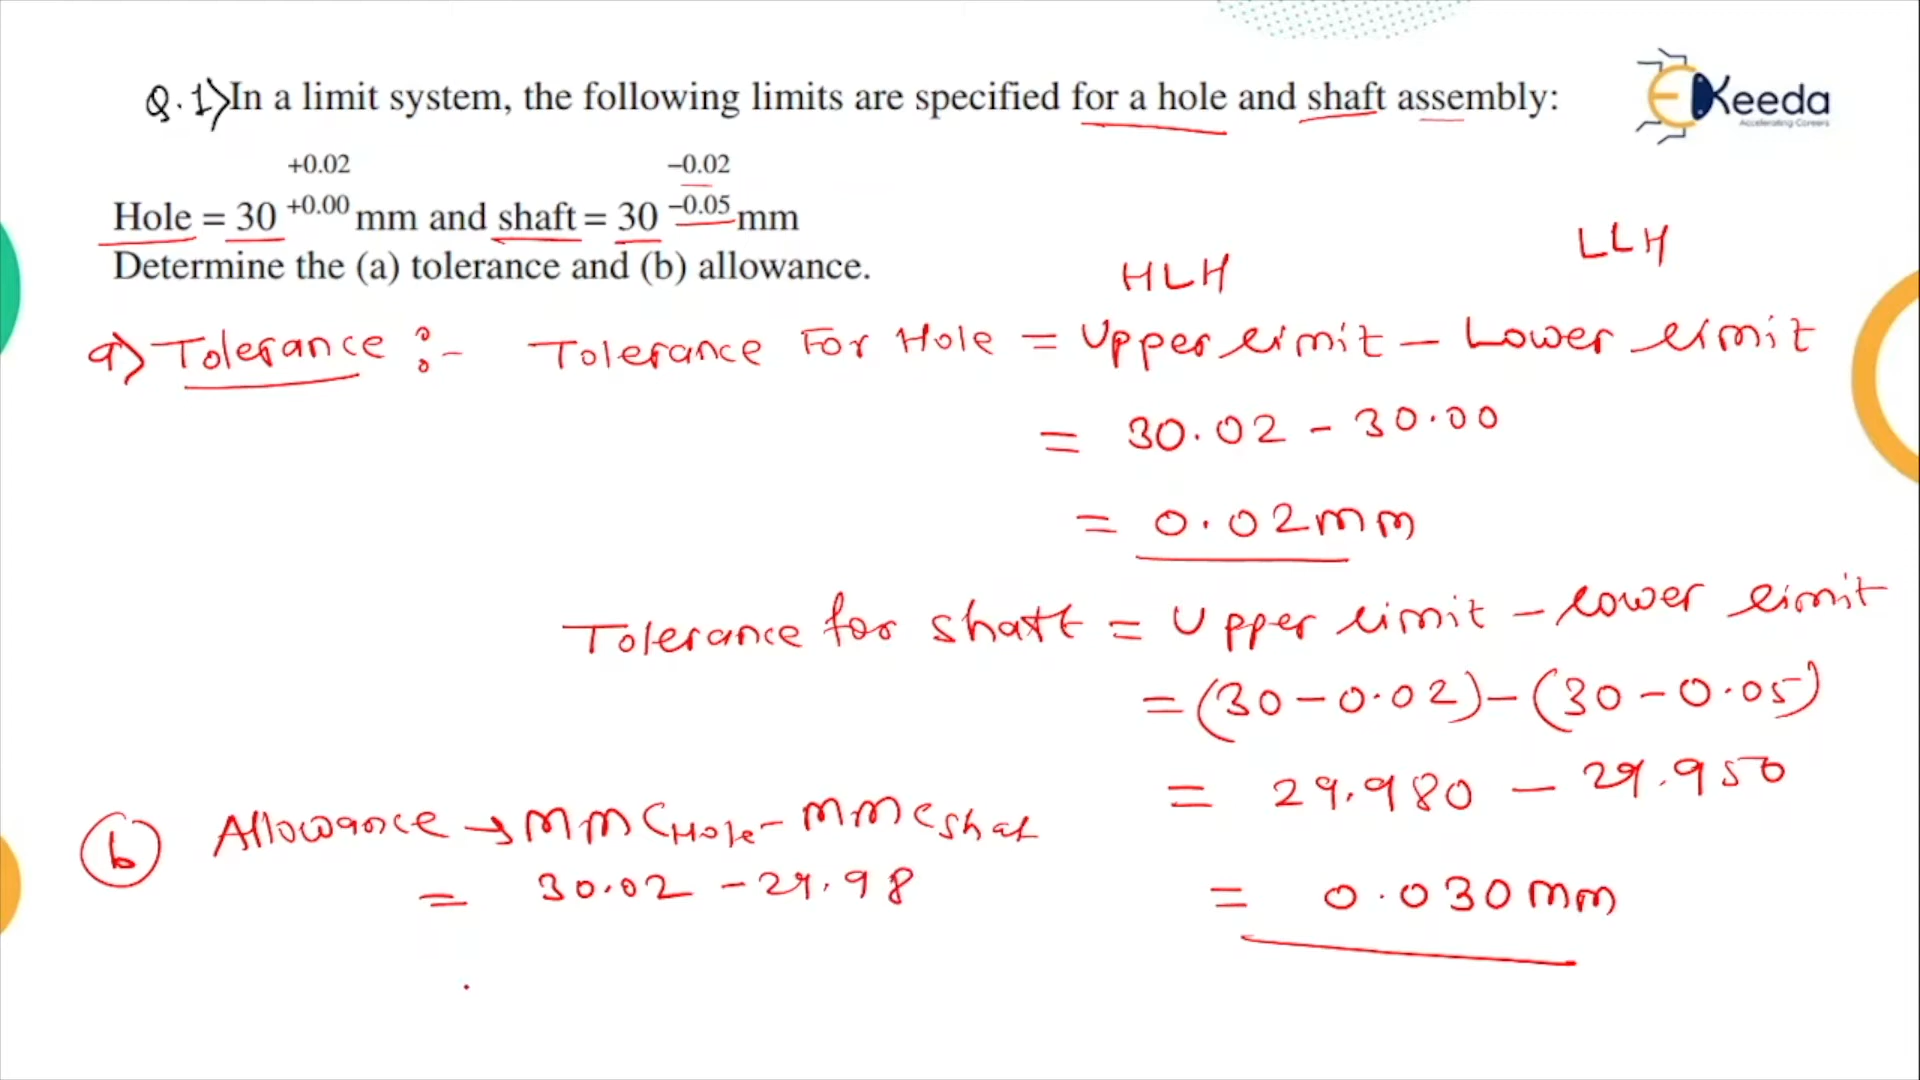 Q.1) In a limit system, the following limits are specified for a hole and shaft assembly:
EKeeda
Accelerating Careers
+0.02 -0.02
Hole = 30 +0.00 mm and shaft = 30 -0.05 mm
Determine the (a) tolerance and (b) allowance.
HLH LLH
a) Tolerance :- Tolerance For Hole = Upper limit - Lower limit
= 30.02 - 30.00
= 0.02mm
Tolerance for shaft = Upper limit - lower limit
= (30-0.02)-(30-0.05)
= 29.980 - 29.950
b Allowance → MMC Hole - MMC shaf
= 30.02 - 29.98
= 0.030mm